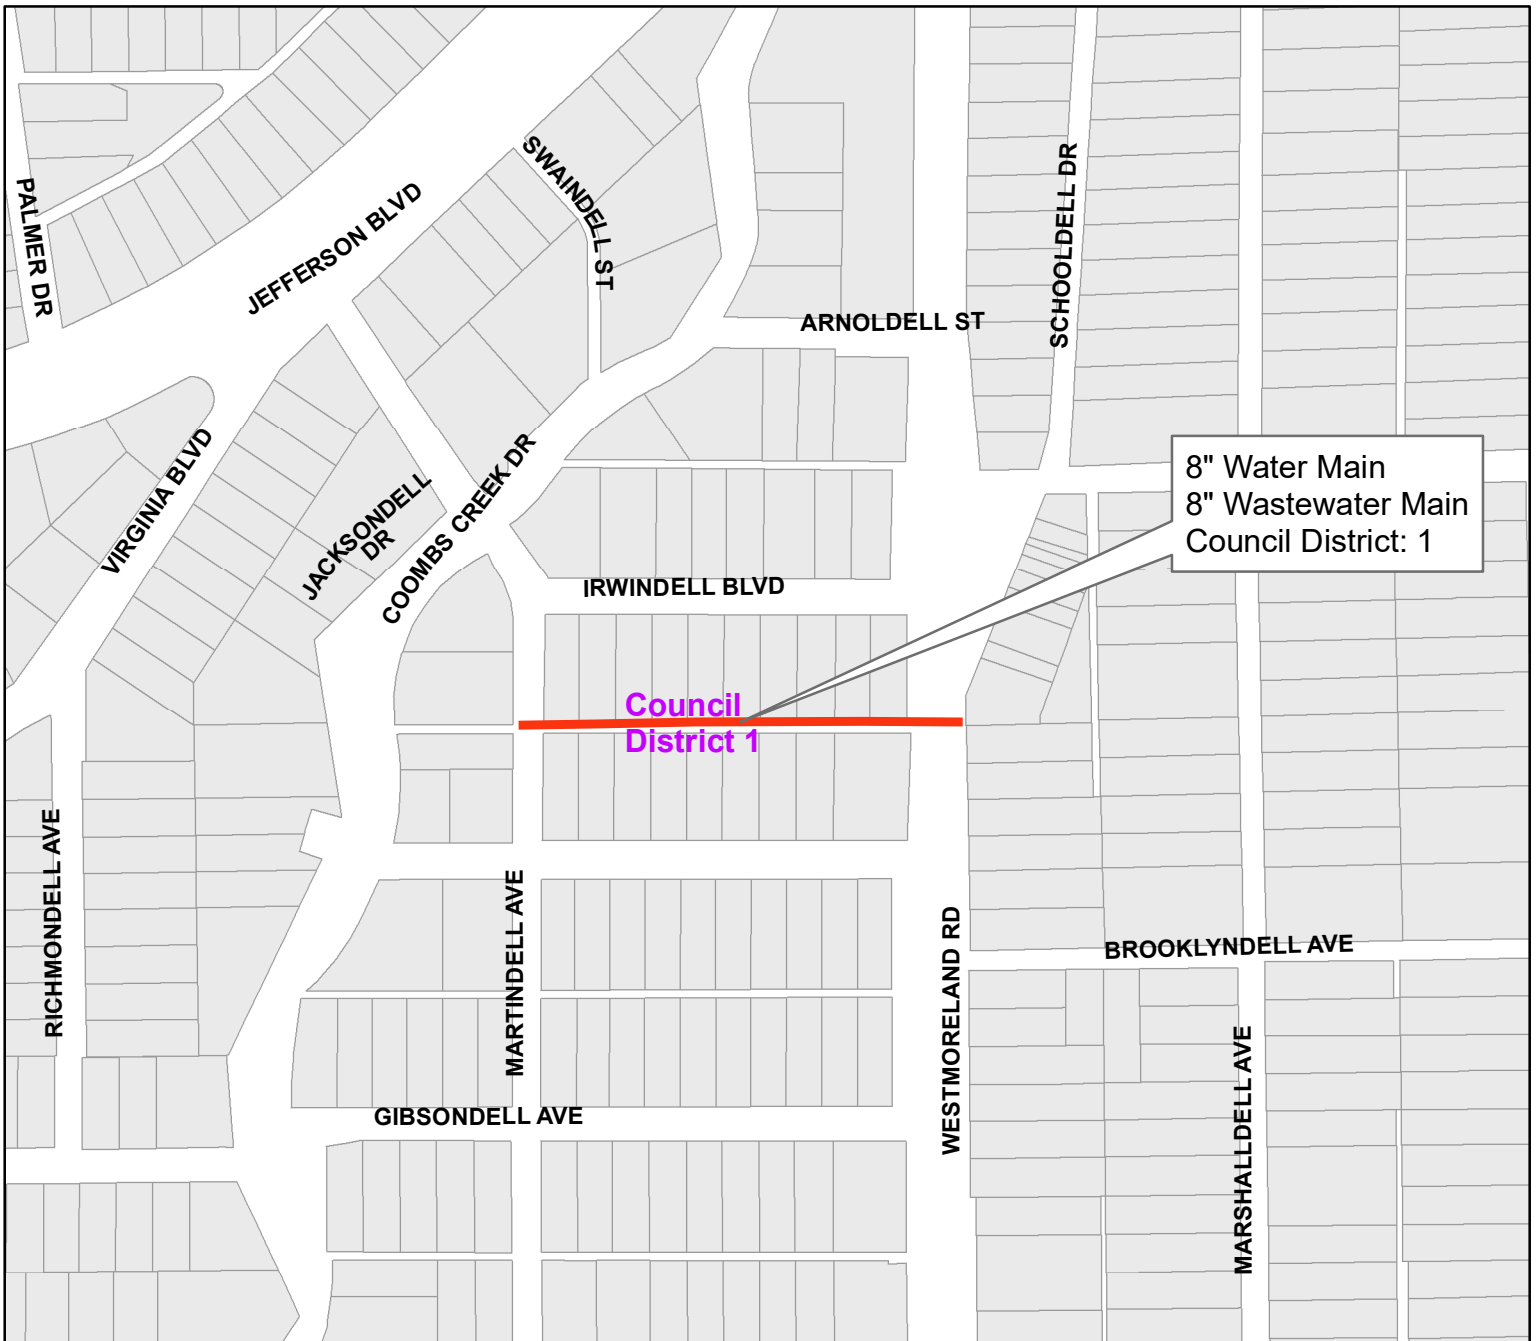 PALMER DR
JEFFERSON BLVD
SWAINDELL ST
SCHOOLDELL DR
ARNOLDELL ST
VIRGINIA BLVD
JACKSONDELL
DR
COOMBS CREEK DR
8" Water Main
8" Wastewater Main
Council District: 1
IRWINDELL BLVD
Council
District 1
RICHMONDELL AVE
MARTINDELL AVE
WESTMORELAND RD
BROOKLYNDELL AVE
MARSHALLDELL AVE
GIBSONDELL AVE